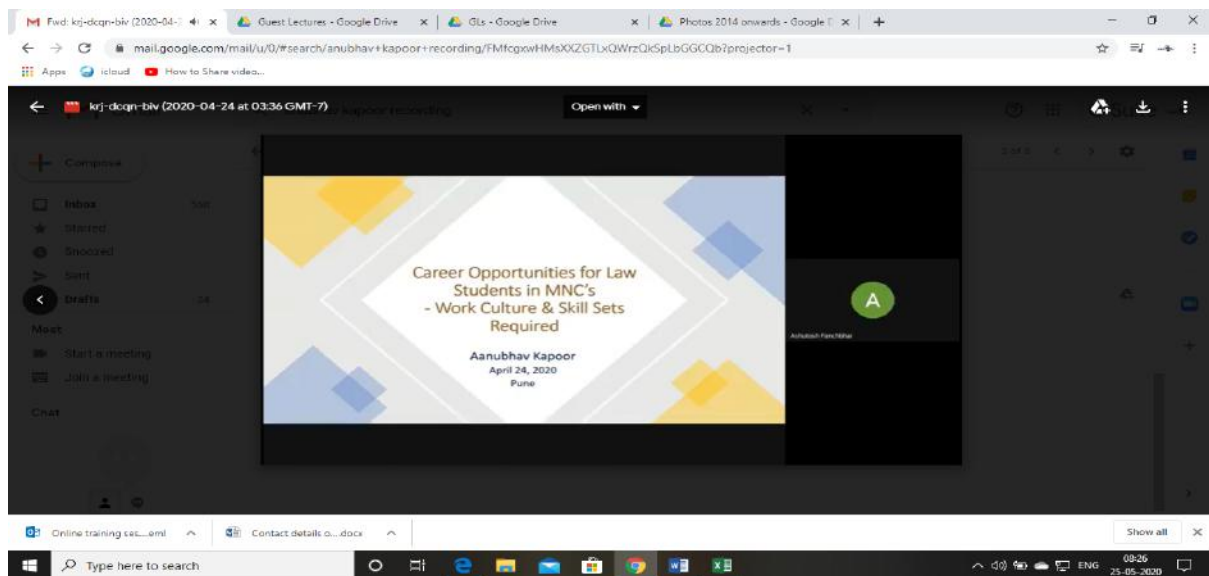 Fwd: krj-dcqn-biv (2020-04-2
Guest Lectures - Google Drive
GLs - Google Drive
Photos 2014 onwards - Google D
mail.google.com/mail/u/0/#search/anubhav+kapoor+recording/
Apps
icloud
How to Share video...
krj-dcqn-biv (2020-04-24 at 03:36 GMT-7)
Open with
Compose
Inbox
Starred
Snoozed
Sent
Drafts
24
Meet
Start a meeting
Join a meeting
Chat
Career Opportunities for Law
Students in MNC's
- Work Culture & Skill Sets
Required
Aanubhav Kapoor
April 24, 2020
Pune
A
Ashutosh
Online training ses....eml
Contact details o....docx
Show all
Type here to search
ENG
08:26
25-05-2020